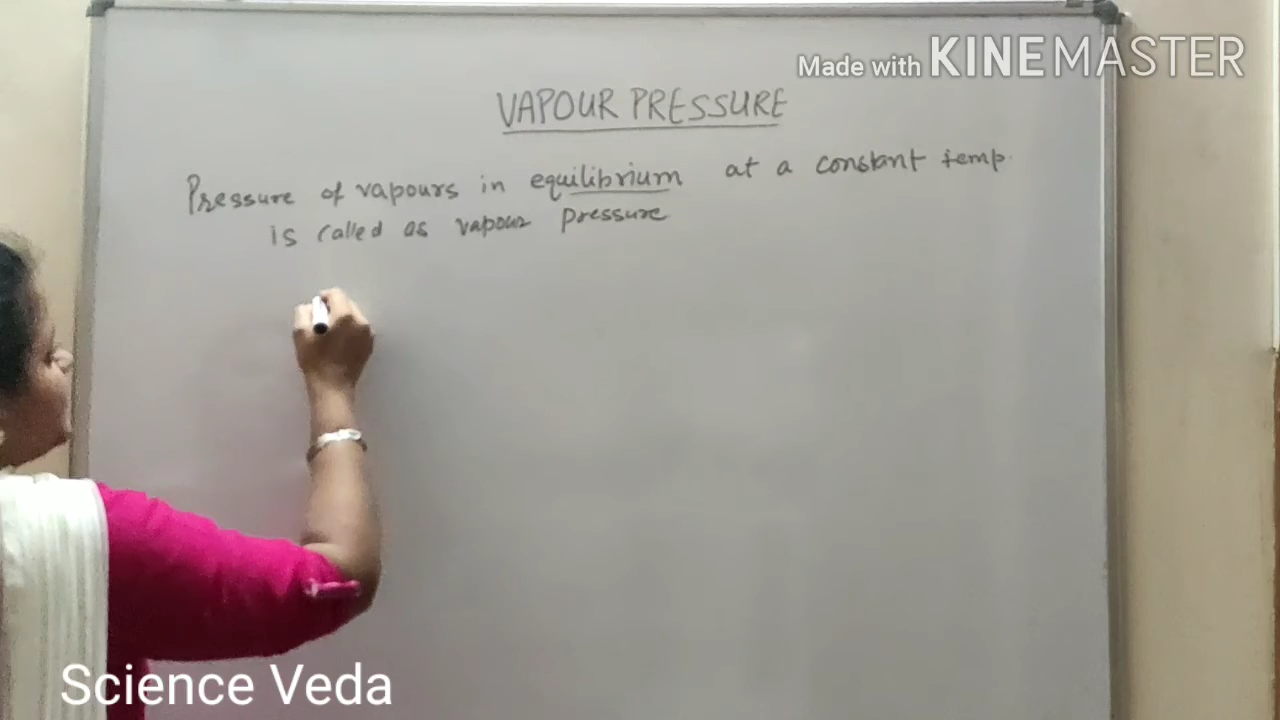 Made with KINEMASTER
VAPOUR PRESSURE
Pressure of vapours in equilibrium at a constant temp.
is called as vapour pressure
Science Veda